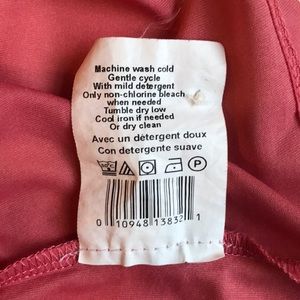 Machine wash cold
Gentle cycle
With mild detergent
Only non-chlorine bleach
when needed
Tumble dry low
Cool iron if needed
Or dry clean
Avec un détergent doux
Con detergente suave
P
0 10948 13833 1